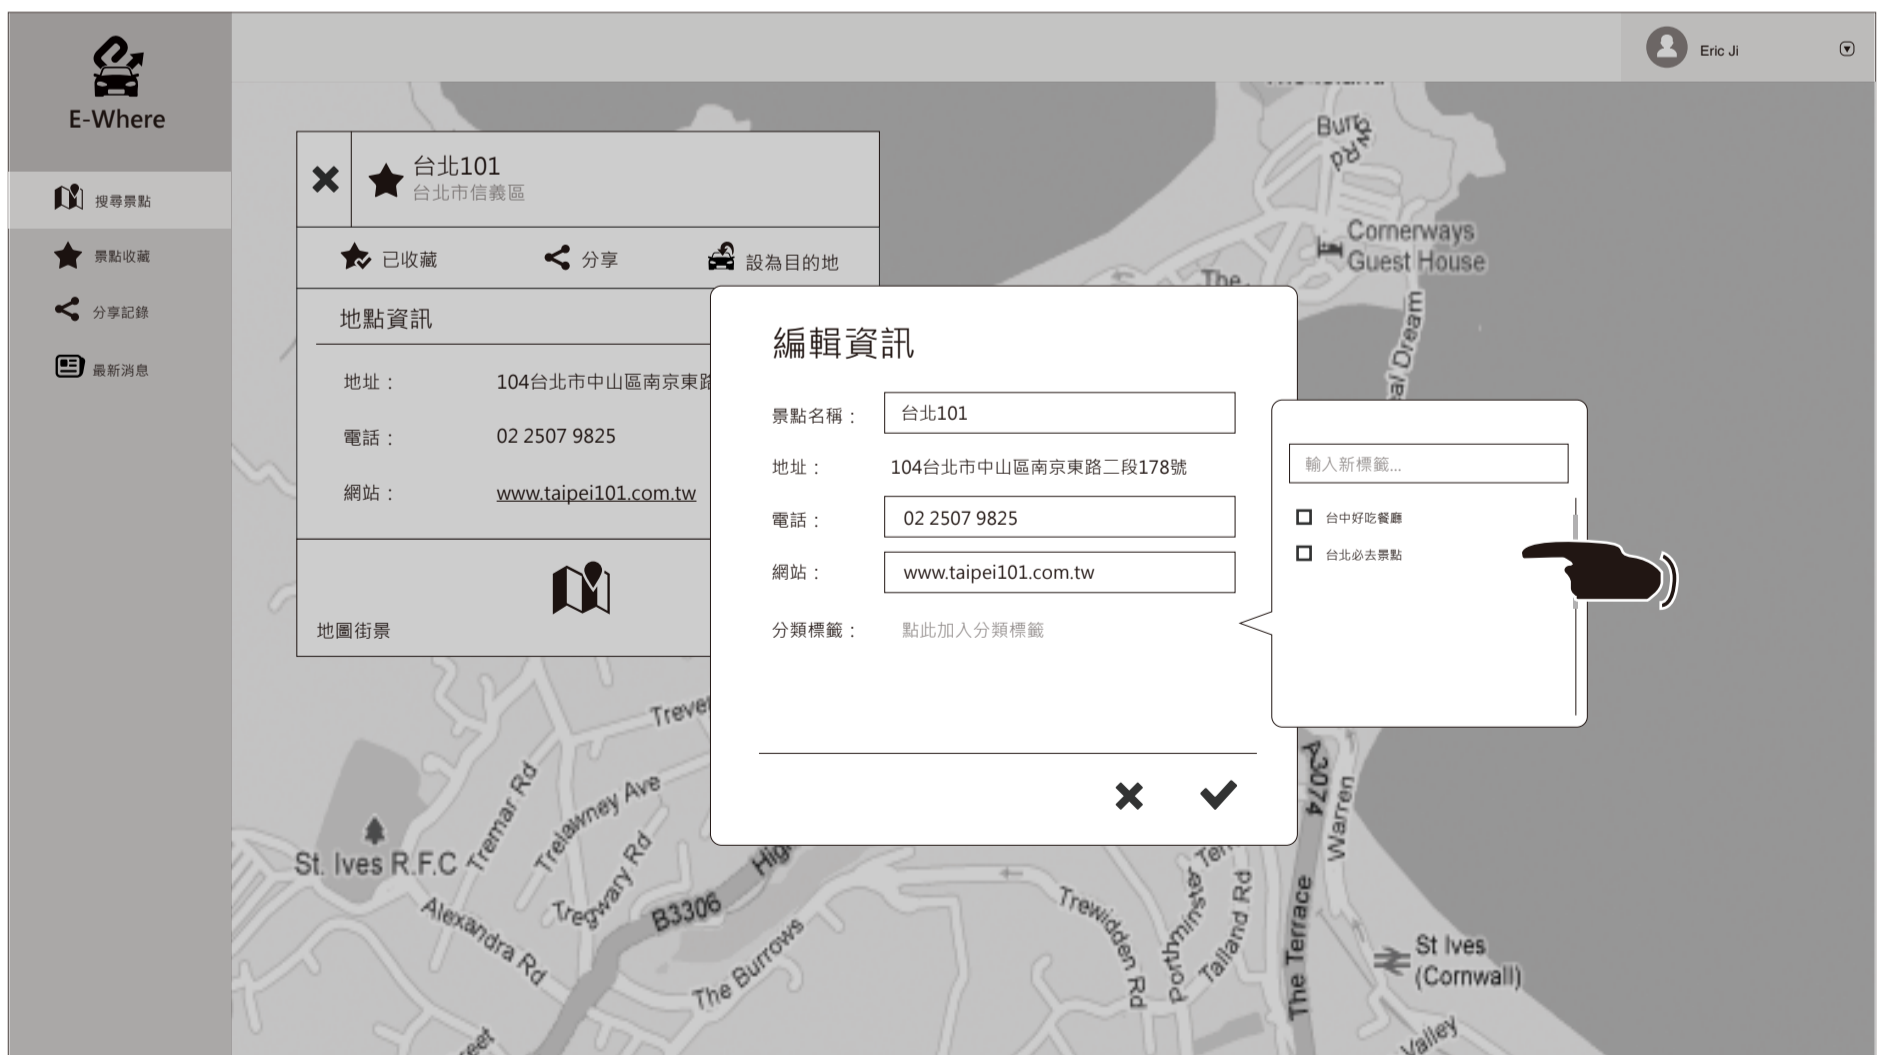 E-Where
Eric Ji
搜尋景點
景點收藏
分享記錄
最新消息
台北101
台北市信義區
已收藏
分享
設為目的地
地點資訊
地址：
104台北市中山區南京東路
電話：
02 2507 9825
網站：
www.taipei101.com.tw
地圖街景
編輯資訊
景點名稱：
台北101
地址：
104台北市中山區南京東路二段178號
電話：
02 2507 9825
網站：
www.taipei101.com.tw
分類標籤：
點此加入分類標籤
輸入新標籤...
台中好吃餐廳
台北必去景點
Burrow Rd
Cornerways
Guest House
The
Dream
Tremar Rd
Trelawney Ave
Tregwary Rd
St. Ives R.F.C
Alexandra Rd
B3306
The Burrows
Trewidden Rd
Porthminster Ter
Talland Rd
The Terrace
A3074
Warren
St Ives
(Cornwall)
Valley